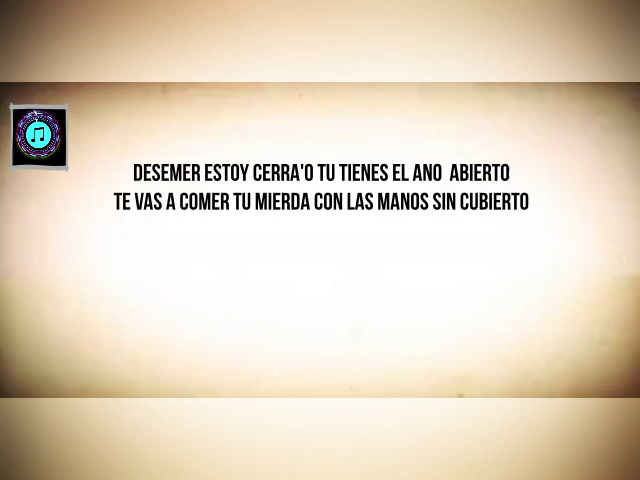 DESEMER ESTOY CERRA'O TU TIENES EL ANO ABIERTO
TE VAS A COMER TU MIERDA CON LAS MANOS SIN CUBIERTO